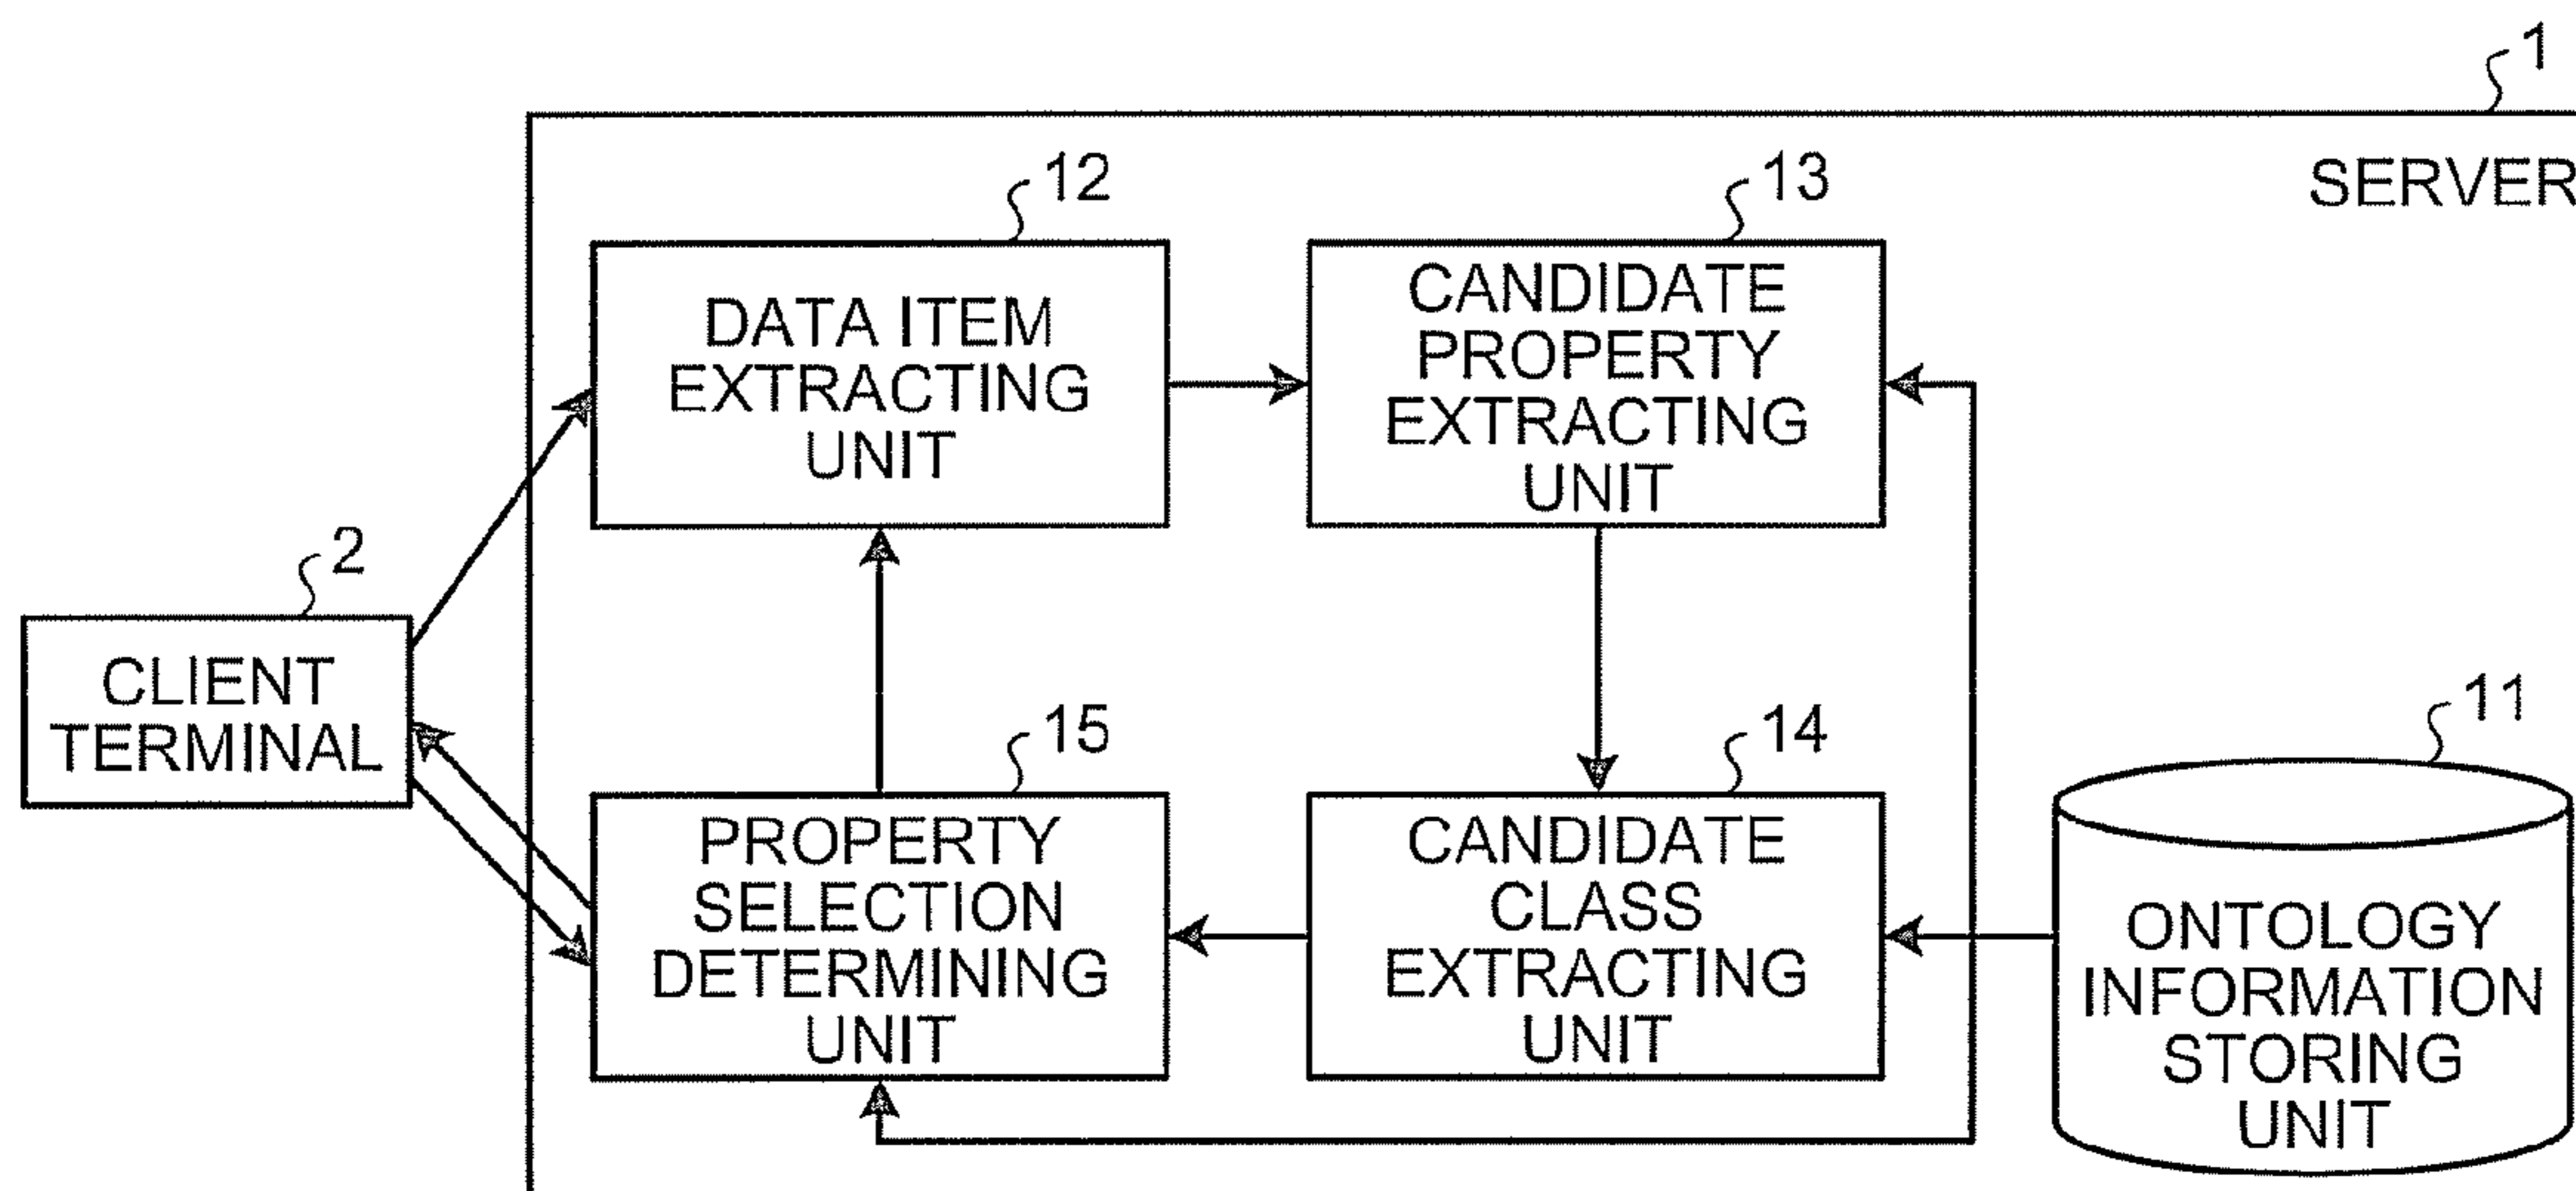 1
SERVER
12
DATA ITEM
EXTRACTING
UNIT
13
CANDIDATE
PROPERTY
EXTRACTING
UNIT
2
CLIENT
TERMINAL
15
PROPERTY
SELECTION
DETERMINING
UNIT
14
CANDIDATE
CLASS
EXTRACTING
UNIT
11
ONTOLOGY
INFORMATION
STORING
UNIT